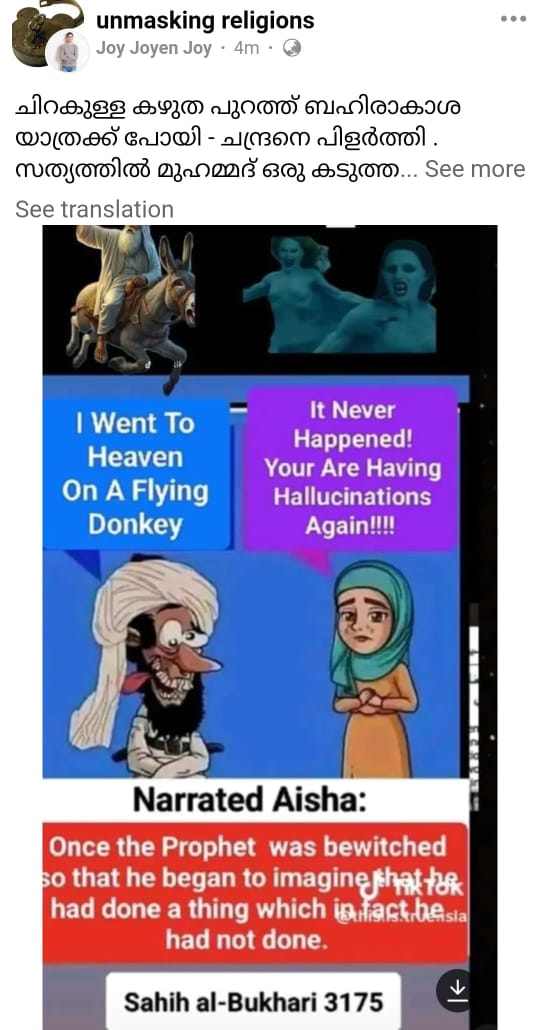 unmasking religions
Joy Joyen Joy · 4m ·
ചിറകുള്ള കഴുത പുറത്ത് ബഹിരാകാശ
യാത്രക്ക് പോയി - ചന്ദ്രനെ പിളർത്തി .
സത്യത്തിൽ മുഹമ്മദ് ഒരു കടുത്ത... See more
See translation
I Went To
Heaven
On A Flying
Donkey
It Never
Happened!
Your Are Having
Hallucinations
Again!!!!
Narrated Aisha:
Once the Prophet was bewitched
so that he began to imagine that he
had done a thing which in fact he
had not done.
TikTok
Sahih al-Bukhari 3175